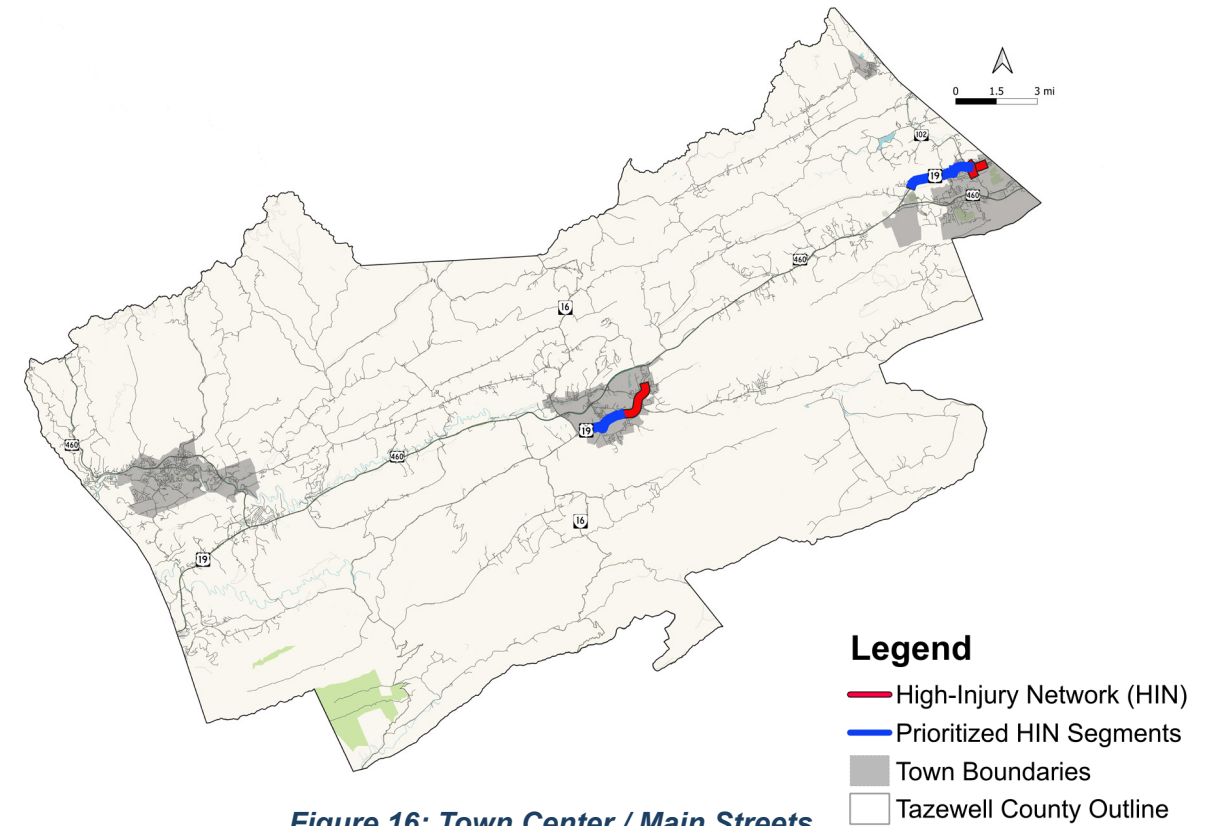 0 1.5 3 mi
102
19
460
460
16
19
460
460
16
19
Legend
High-Injury Network (HIN)
Prioritized HIN Segments
Town Boundaries
Tazewell County Outline
Figure 16: Town Center / Main Streets